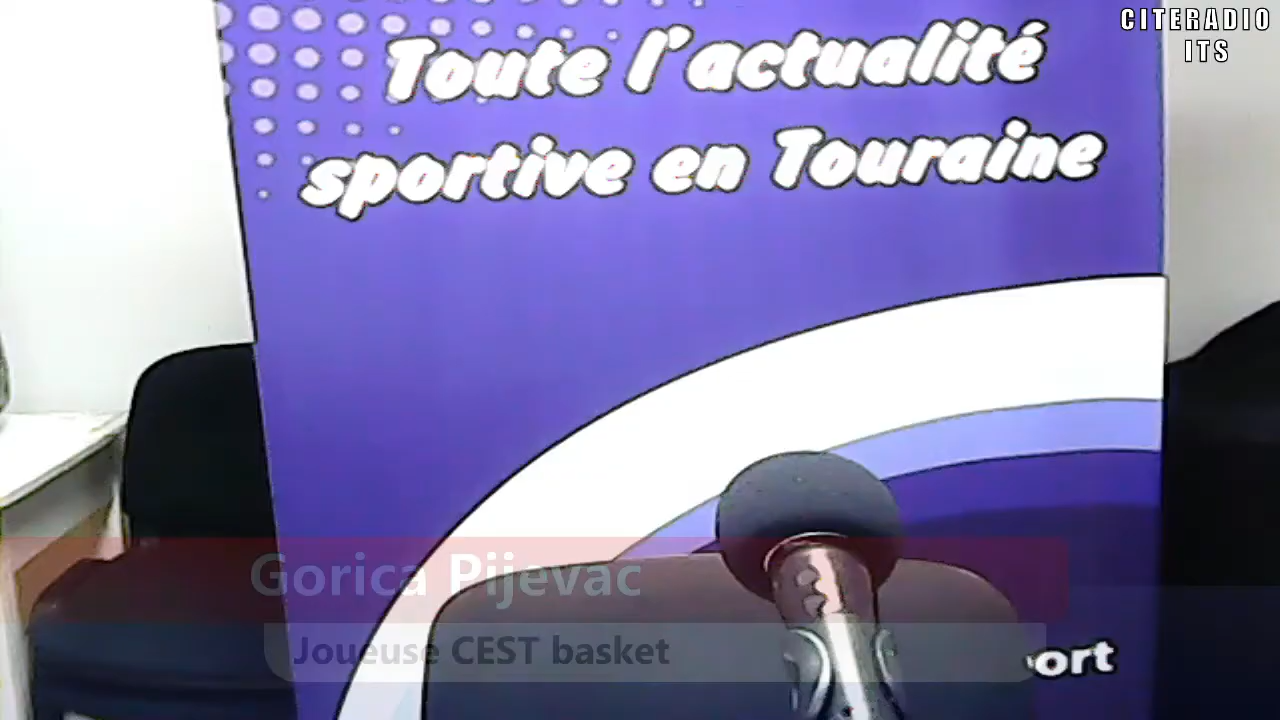 CITERADIO
ITS
Toute l'actualité
sportive en Touraine
Gorica Pijevac
Joueuse CEST basket
ort